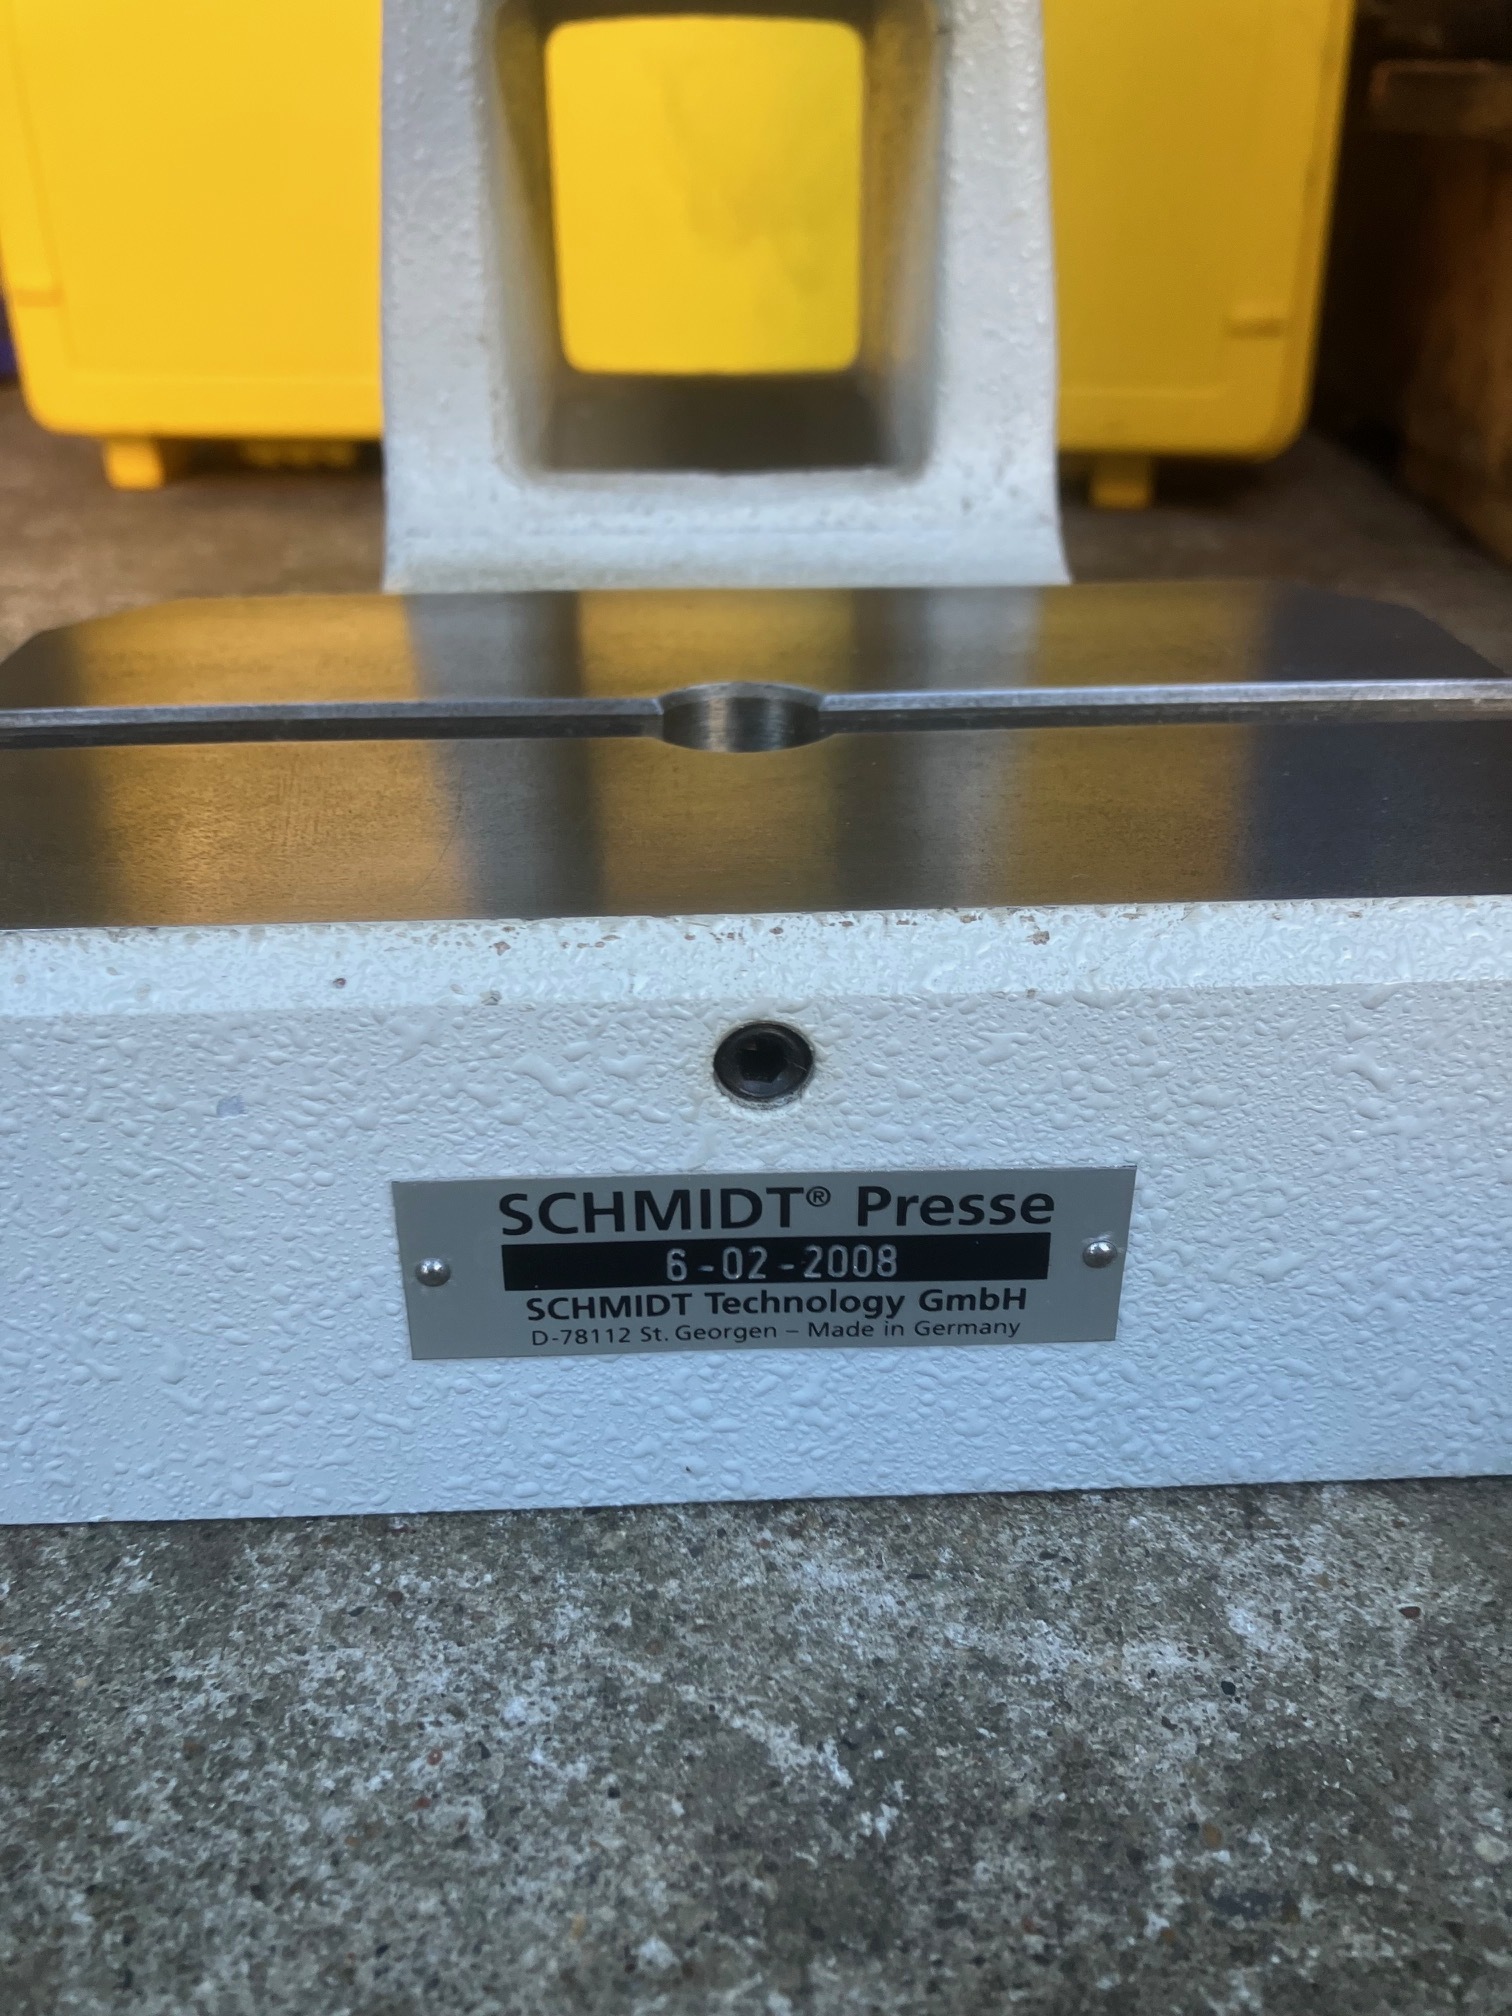 SCHMIDT® Presse
6-02-2008
SCHMIDT Technology GmbH
D-78112 St. Georgen – Made in Germany